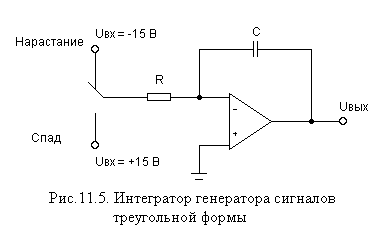 Нарастание
Uвх = -15 В
C
R
–
+
Uвых
Спад
Uвх = +15 В
Рис.11.5. Интегратор генератора сигналов
треугольной формы